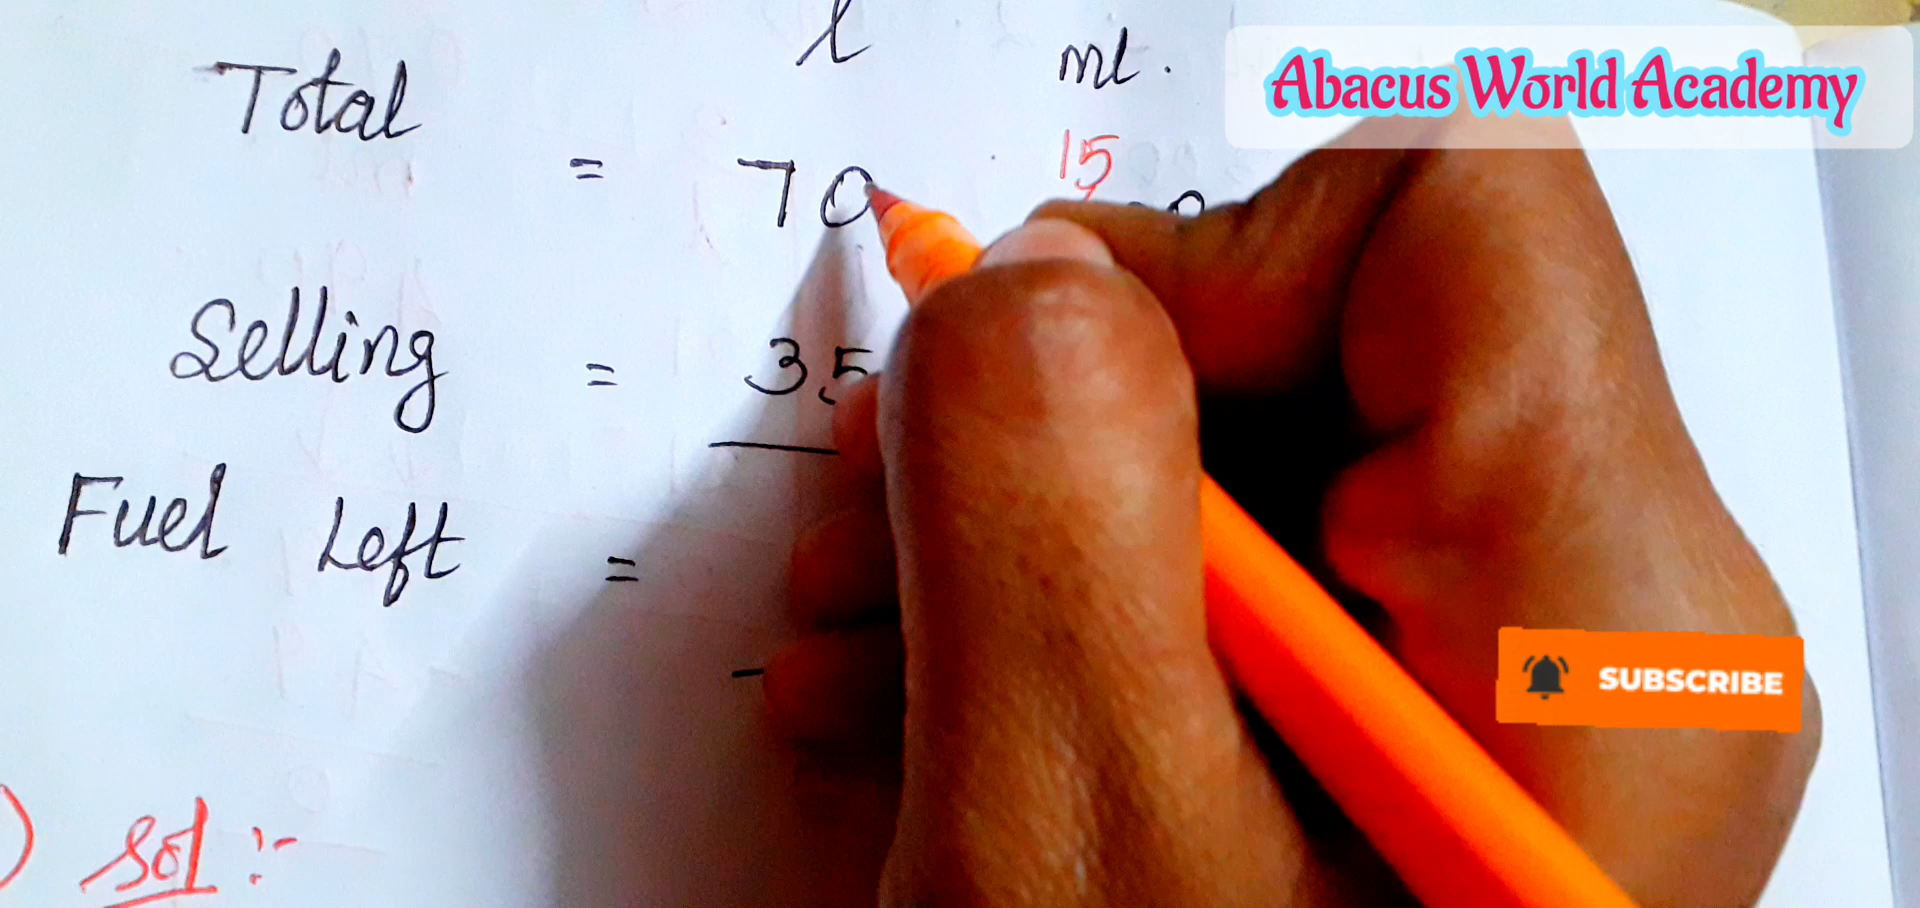 l ml.
Abacus World Academy
15
Total = 70
Selling = 35
Fuel Left =
SUBSCRIBE
) Sol :-